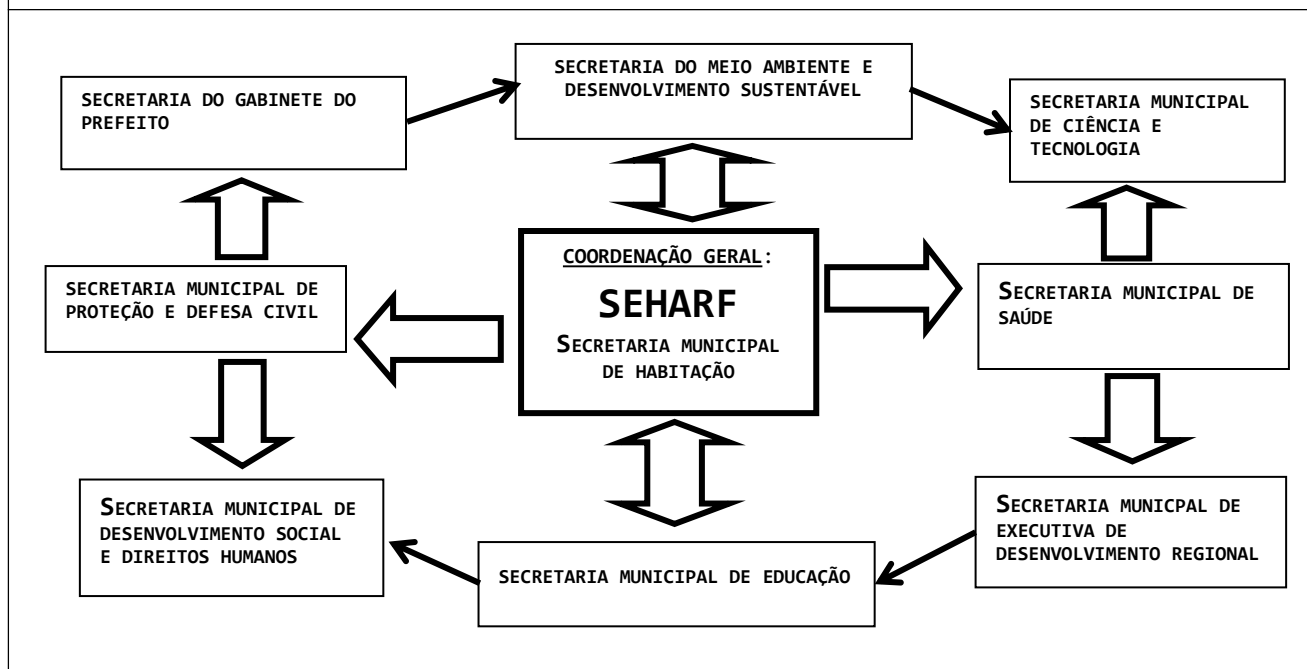 SECRETARIA DO GABINETE DO
PREFEITO
SECRETARIA DO MEIO AMBIENTE E
DESENVOLVIMENTO SUSTENTÁVEL
SECRETARIA MUNICIPAL
DE CIÊNCIA E
TECNOLOGIA
SECRETARIA MUNICIPAL DE
PROTEÇÃO E DEFESA CIVIL
COORDENAÇÃO GERAL:
SEHARF
SECRETARIA MUNICIPAL
DE HABITAÇÃO
SECRETARIA MUNICIPAL DE
SAÚDE
SECRETARIA MUNICIPAL DE
DESENVOLVIMENTO SOCIAL
E DIREITOS HUMANOS
SECRETARIA MUNICIPAL DE EDUCAÇÃO
SECRETARIA MUNICPAL DE
EXECUTIVA DE
DESENVOLVIMENTO REGIONAL